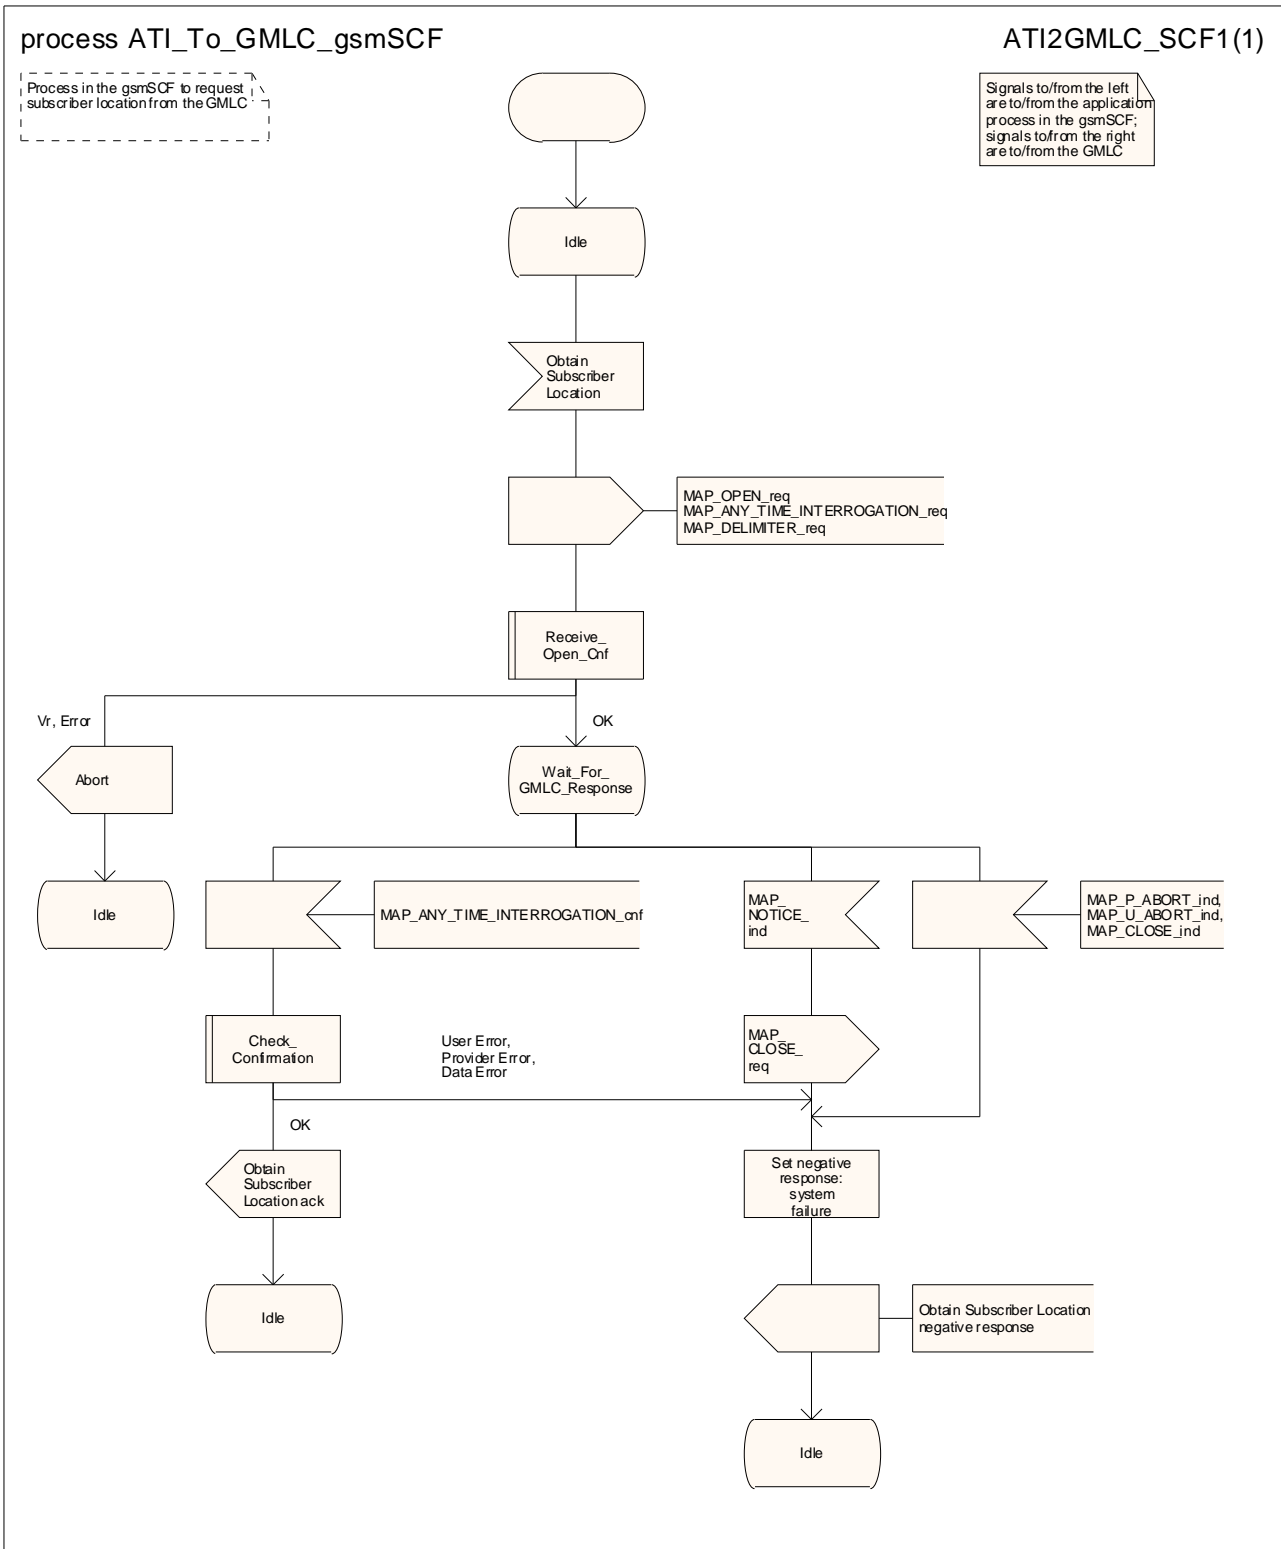 process ATI_To_GMLC_gsmSCF
ATI2GMLC_SCF1(1)
Process in the gsmSCF to request
subscriber location from the GMLC
Signals to/from the left
are to/from the application
process in the gsmSCF;
signals to/from the right
are to/from the GMLC
Idle
Obtain
Subscriber
Location
MAP_OPEN_req
MAP_ANY_TIME_INTERROGATION_req
MAP_DELIMITER_req
Receive_
Open_Cnf
Vr, Error
OK
Abort
Wait_For_
GMLC_Response
Idle
MAP_ANY_TIME_INTERROGATION_cnf
MAP_
NOTICE_
ind
MAP_P_ABORT_ind,
MAP_U_ABORT_ind,
MAP_CLOSE_ind
Check_
Confirmation
User Error,
Provider Error,
Data Error
MAP_
CLOSE_
req
OK
Obtain
Subscriber
Location ack
Set negative
response:
system
failure
Idle
Obtain Subscriber Location
negative response
Idle